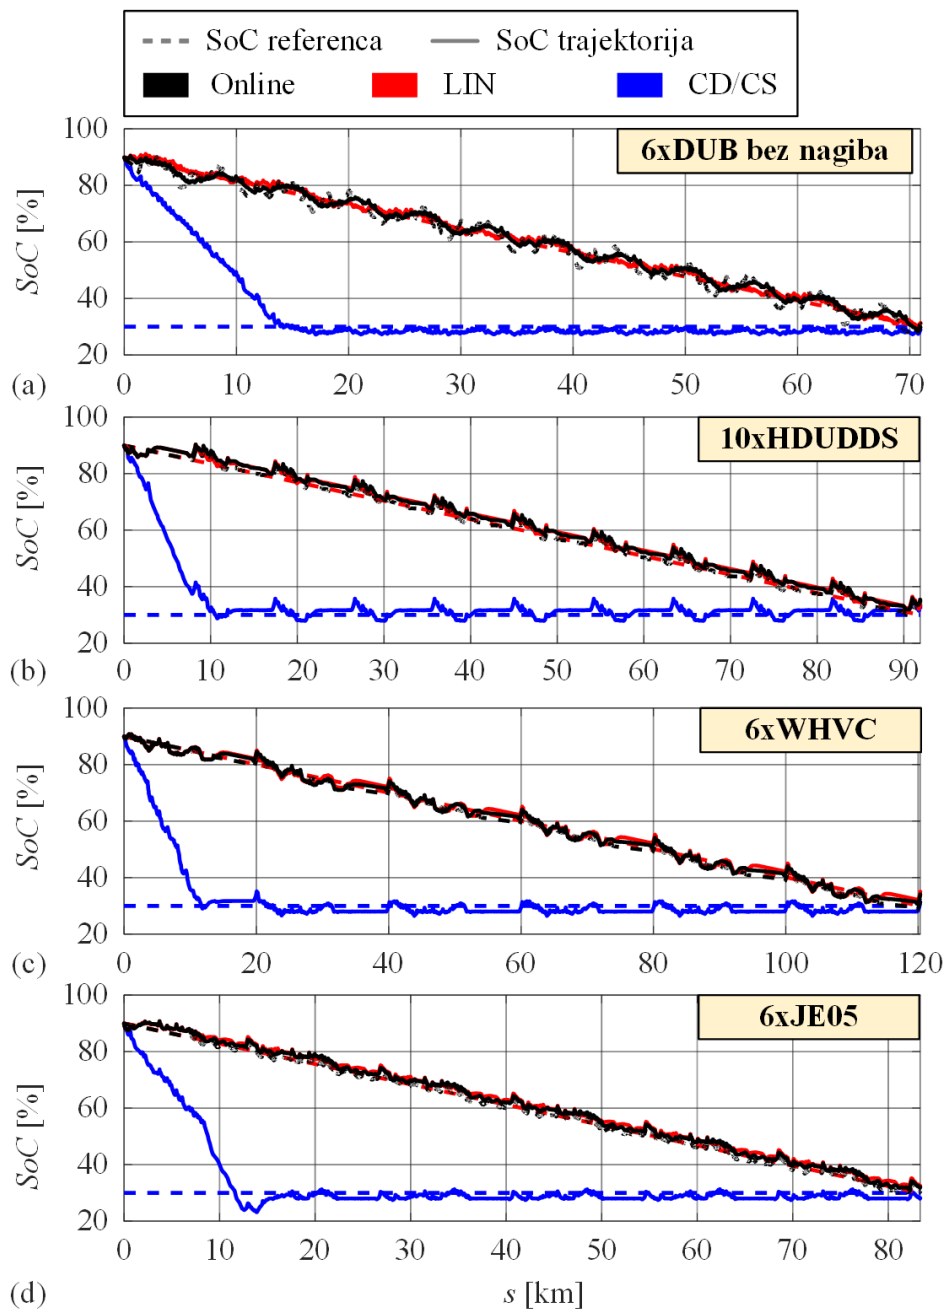 SoC referenca SoC trajektorija
Online LIN CD/CS
6xDUB bez nagiba
SoC [%]
100
80
60
40
20
(a)
0 10 20 30 40 50 60 70
10xHDUDDS
SoC [%]
100
80
60
40
20
(b)
0 10 20 30 40 50 60 70 80 90
6xWHVC
SoC [%]
100
80
60
40
20
(c)
0 20 40 60 80 100 120
6xJE05
SoC [%]
100
80
60
40
20
(d)
0 10 20 30 40 50 60 70 80
s [km]